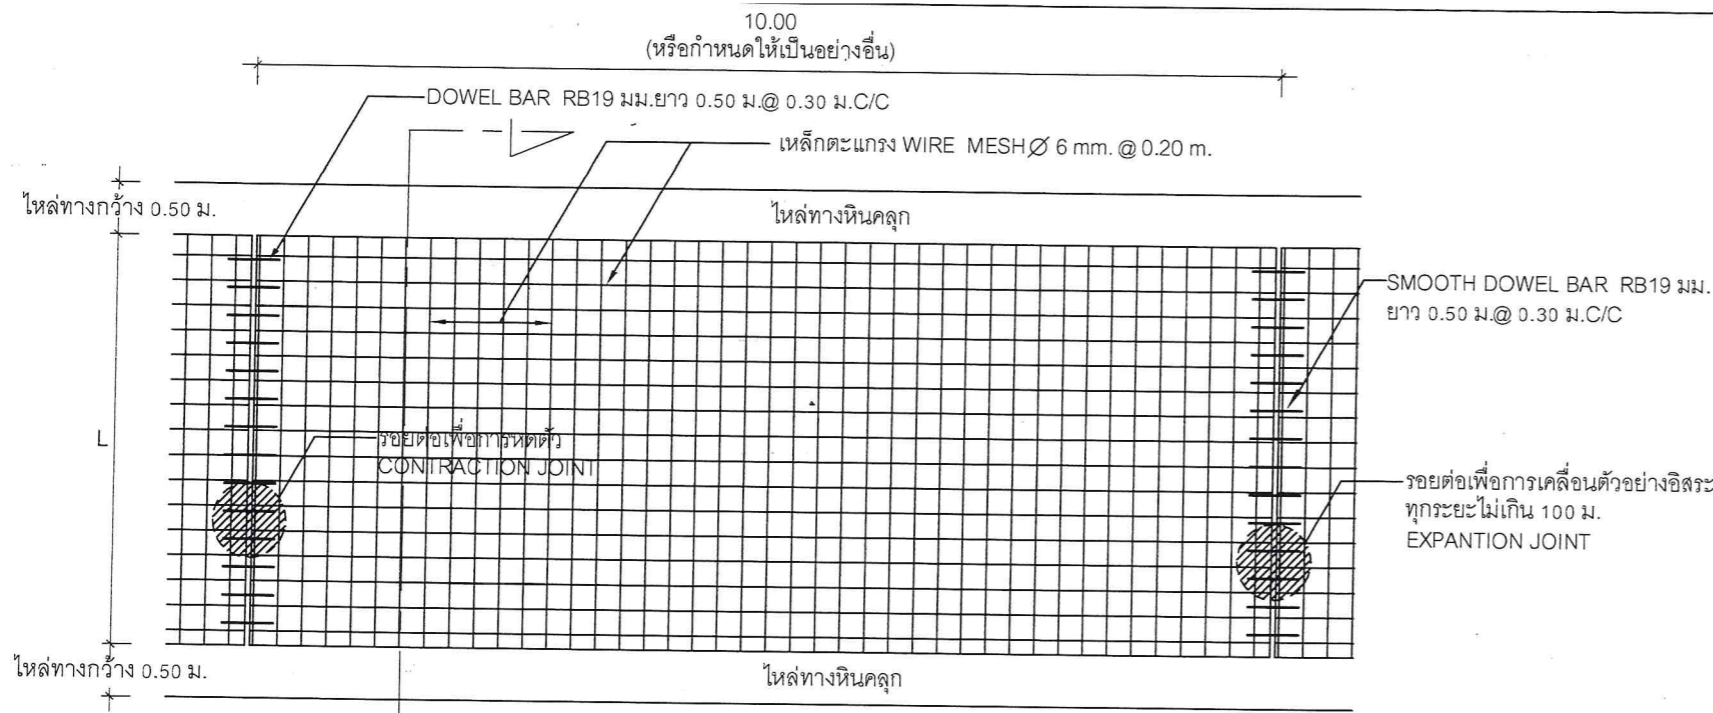 10.00
(หรือกำหนดให้เป็นอย่างอื่น)
DOWEL BAR RB19 มม.ยาว 0.50 ม.@ 0.30 ม.C/C
เหล็กตะแกรง WIRE MESH Ø 6 mm. @ 0.20 m.
ไหล่ทางกว้าง 0.50 ม.
ไหล่ทางหินคลุก
SMOOTH DOWEL BAR RB19 มม.
ยาว 0.50 ม.@ 0.30 ม.C/C
L
รอยต่อเพื่อการหดตัว
CONTRACTION JOINT
รอยต่อเพื่อการเคลื่อนตัวอย่างอิสระ
ทุกระยะไม่เกิน 100 ม.
EXPANTION JOINT
ไหล่ทางกว้าง 0.50 ม.
ไหล่ทางหินคลุก